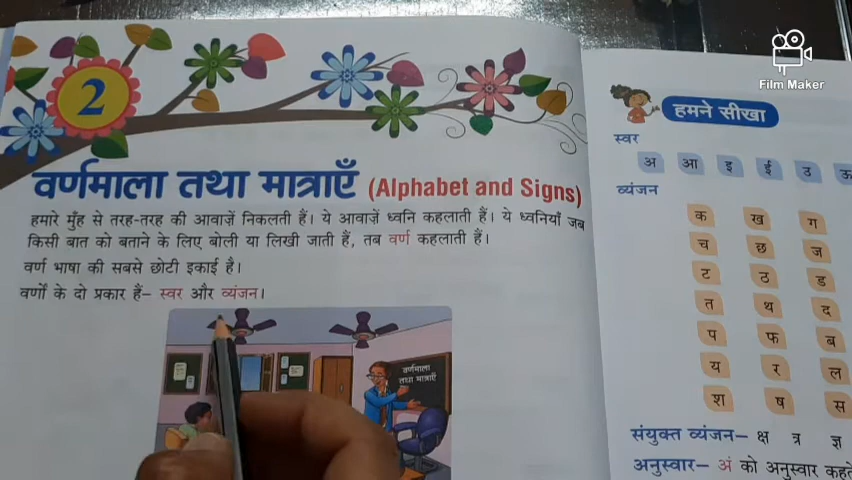 2
वर्णमाला तथा मात्राएँ (Alphabet and Signs)
हमारे मुँह से तरह-तरह की आवाज़ें निकलती हैं। ये आवाज़ें ध्वनि कहलाती हैं। ये ध्वनियाँ जब
किसी बात को बताने के लिए बोली या लिखी जाती हैं, तब वर्ण कहलाती हैं।
वर्ण भाषा की सबसे छोटी इकाई है।
वर्णों के दो प्रकार हैं– स्वर और व्यंजन।
वर्णमाला
तथा मात्राएँ
Film Maker
हमने सीखा
स्वर
अ आ इ ई उ ऊ
व्यंजन
क ख ग
च छ ज
ट ठ ड
त थ द
प फ ब
य र ल
श ष स
संयुक्त व्यंजन– क्ष त्र ज्ञ
अनुस्वार– अं को अनुस्वार कहते